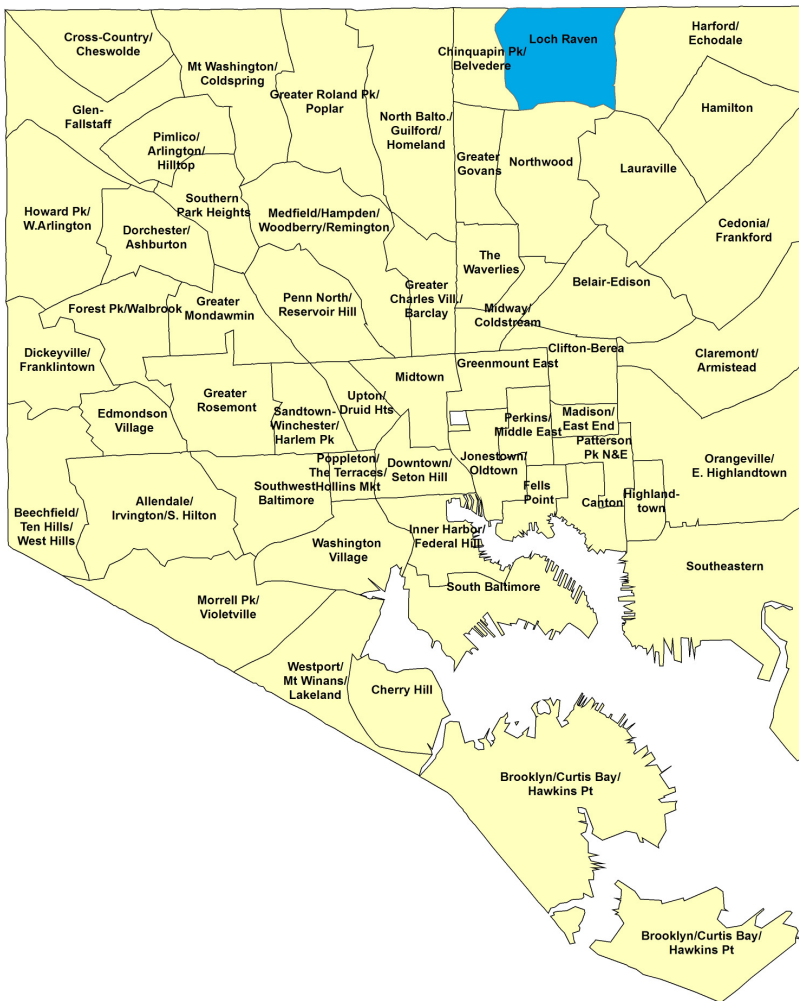 Cross-Country/
Cheswolde
Mt Washington/
Coldspring
Greater Roland Pk/
Poplar
North Balto./
Guilford/
Homeland
Chinquapin Pk/
Belvedere
Loch Raven
Harford/
Echodale
Glen-
Fallstaff
Pimlico/
Arlington/
Hilltop
Hamilton
Greater
Govans
Northwood
Lauraville
Howard Pk/
W.Arlington
Dorchester/
Ashburton
Southern
Park Heights
Medfield/Hampden/
Woodberry/Remington
Cedonia/
Frankford
The
Waverlies
Belair-Edison
Forest Pk/Walbrook
Greater
Mondawmin
Penn North/
Reservoir Hill
Greater
Charles Vill./
Barclay
Midway/
Coldstream
Dickeyville/
Franklintown
Midtown
Greenmount East
Clifton-Berea
Claremont/
Armistead
Edmondson
Village
Greater
Rosemont
Sandtown-
Winchester/
Harlem Pk
Upton/
Druid Hts
Perkins/
Middle East
Madison/
East End
Patterson
Pk N&E
Poppleton/
The Terraces/
Hollins Mkt
Downtown/
Seton Hill
Jonestown/
Oldtown
Orangeville/
E. Highlandtown
Southwest
Baltimore
Allendale/
Irvington/S. Hilton
Beechfield/
Ten Hills/
West Hills
Fells
Point
Canton
Highland-
town
Inner Harbor/
Federal Hill
Washington
Village
Southeastern
South Baltimore
Morrell Pk/
Violetville
Westport/
Mt Winans/
Lakeland
Cherry Hill
Brooklyn/Curtis Bay/
Hawkins Pt
Brooklyn/Curtis Bay/
Hawkins Pt